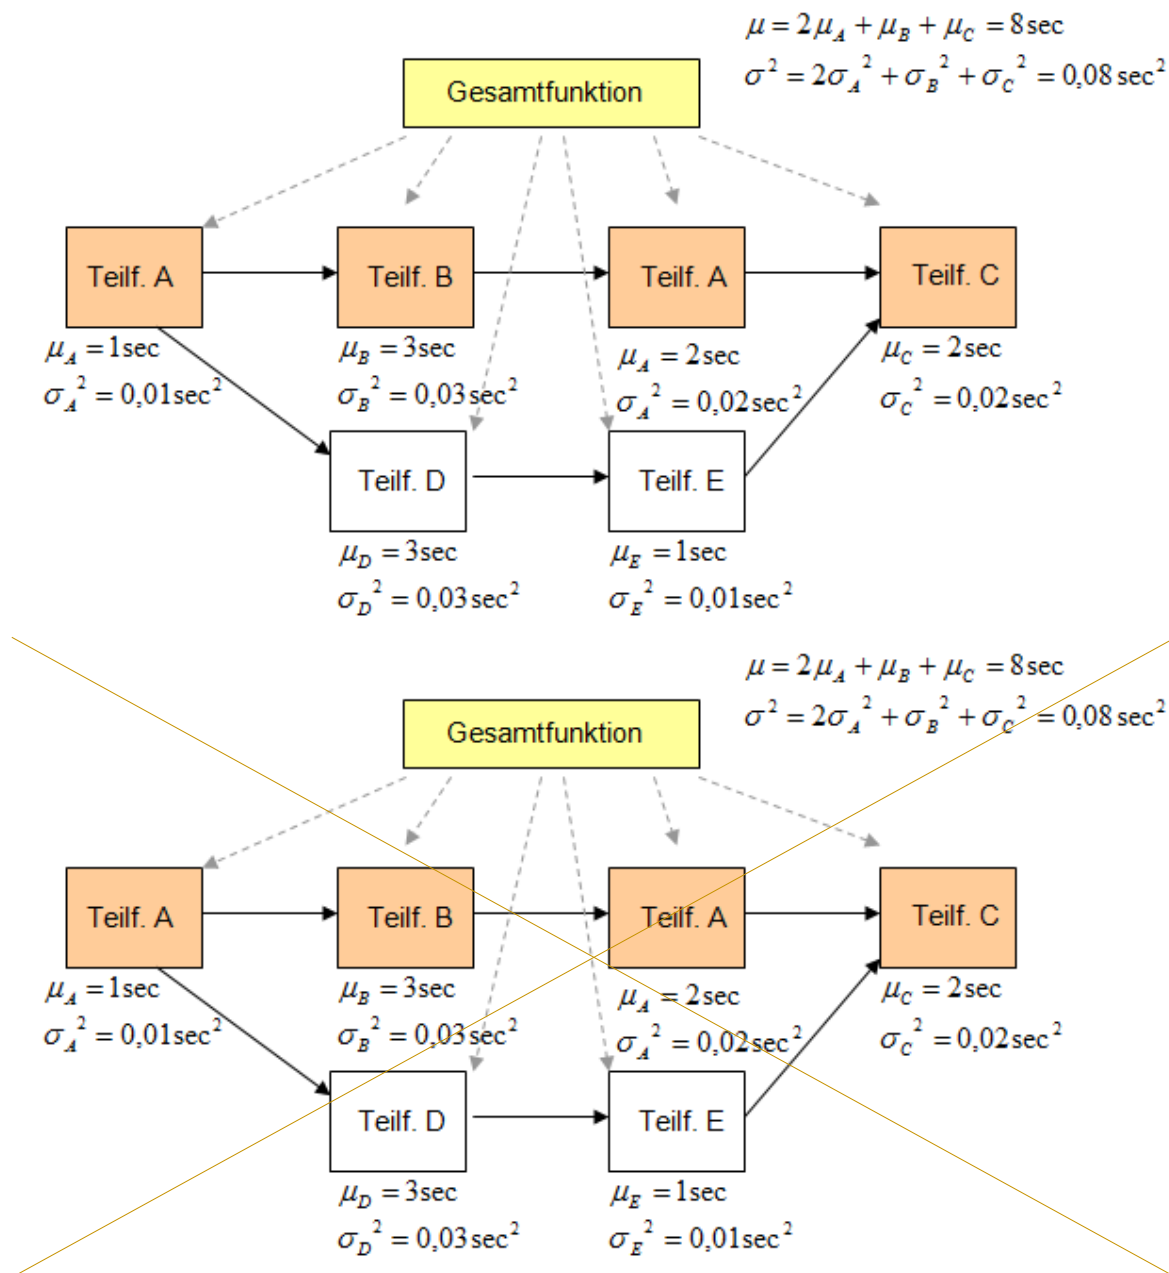 μ = 2μ_A + μ_B + μ_C = 8sec
σ² = 2σ_A² + σ_B² + σ_C² = 0,08sec²
Gesamtfunktion
Teilf. A
Teilf. B
Teilf. A
Teilf. C
μ_A = 1sec
σ_A² = 0,01sec²
μ_B = 3sec
σ_B² = 0,03sec²
μ_A = 2sec
σ_A² = 0,02sec²
μ_C = 2sec
σ_C² = 0,02sec²
Teilf. D
Teilf. E
μ_D = 3sec
σ_D² = 0,03sec²
μ_E = 1sec
σ_E² = 0,01sec²
μ = 2μ_A + μ_B + μ_C = 8sec
σ² = 2σ_A² + σ_B² + σ_C² = 0,08sec²
Gesamtfunktion
Teilf. A
Teilf. B
Teilf. A
Teilf. C
μ_A = 1sec
σ_A² = 0,01sec²
μ_B = 3sec
σ_B² = 0,03sec²
μ_A = 2sec
σ_A² = 0,02sec²
μ_C = 2sec
σ_C² = 0,02sec²
Teilf. D
Teilf. E
μ_D = 3sec
σ_D² = 0,03sec²
μ_E = 1sec
σ_E² = 0,01sec²